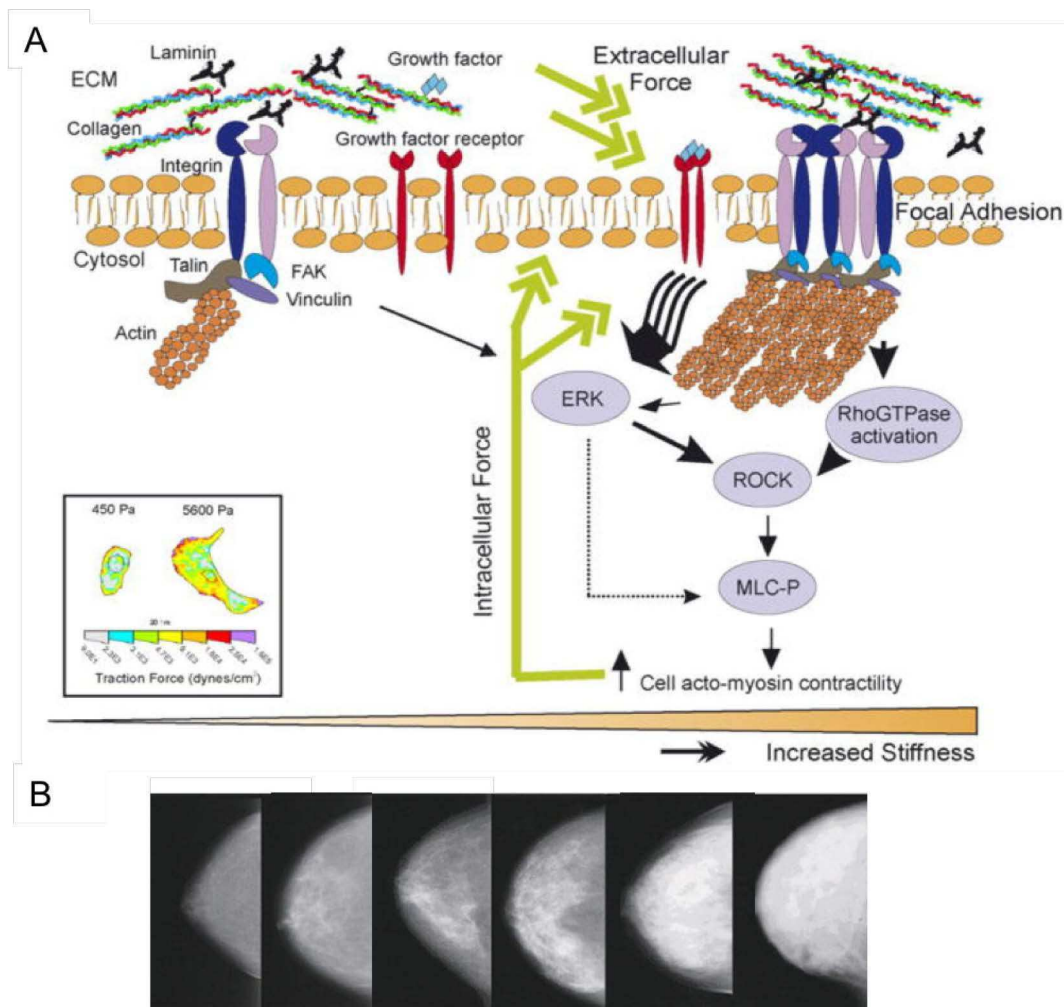 A
Laminin
ECM
Growth factor
Extracellular
Force
Collagen
Growth factor receptor
Integrin
Focal Adhesion
Cytosol
Talin
FAK
Vinculin
Actin
ERK
RhoGTPase
activation
ROCK
Intracellular Force
MLC-P
450 Pa
5600 Pa
Traction Force (dynes/cm²)
Cell acto-myosin contractility
Increased Stiffness
B